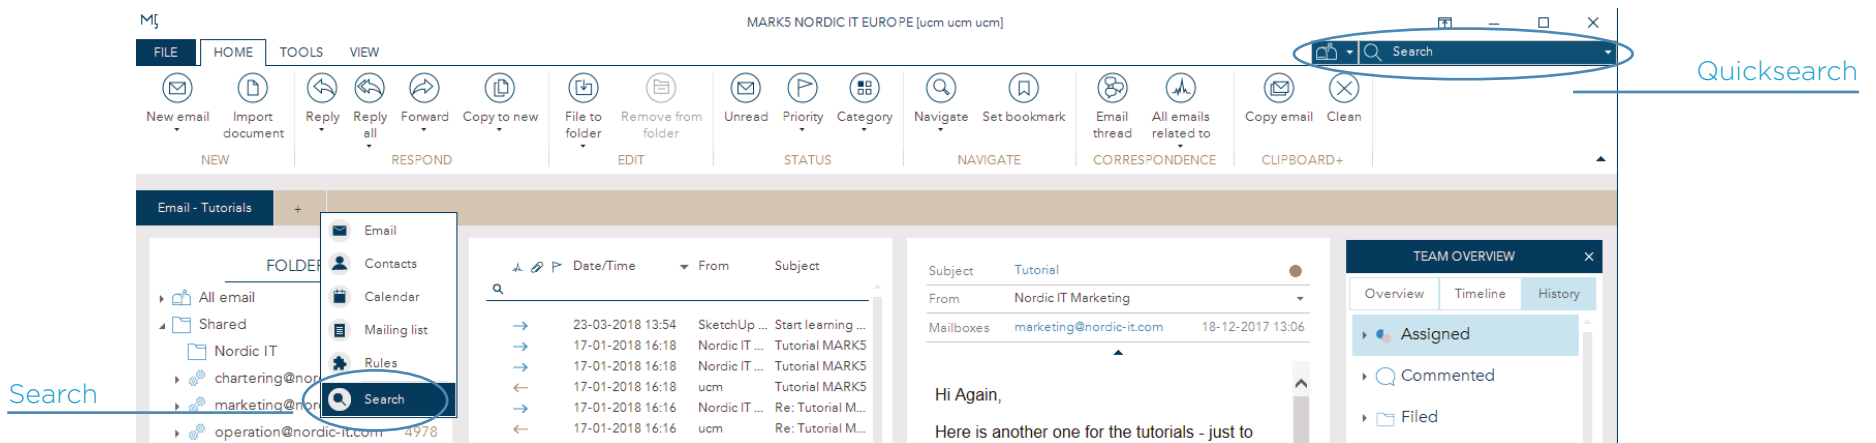 MARK5 NORDIC IT EUROPE [ucm ucm ucm]
FILE HOME TOOLS VIEW
Search
Quicksearch
New email
Import document
Reply
Reply all
Forward
Copy to new
File to folder
Remove from folder
Unread
Priority
Category
Navigate
Set bookmark
Email thread
All emails related to
Copy email
Clean
NEW RESPOND EDIT STATUS NAVIGATE CORRESPONDENCE CLIPBOARD+
Email - Tutorials +
Email
Contacts
Calendar
Mailing list
Rules
Search
Search
FOLDER
All email
Shared
Nordic IT
chartering@nor
marketing@nor
operation@nordic-it.com 4978
Date/Time From Subject
23-03-2018 13:54 SketchUp ... Start learning ...
17-01-2018 16:18 Nordic IT ... Tutorial MARK5
17-01-2018 16:18 Nordic IT ... Tutorial MARK5
17-01-2018 16:18 ucm Tutorial MARK5
17-01-2018 16:16 Nordic IT ... Re: Tutorial M...
17-01-2018 16:16 ucm Re: Tutorial M...
Subject Tutorial
From Nordic IT Marketing
Mailboxes marketing@nordic-it.com 18-12-2017 13:06
Hi Again,
Here is another one for the tutorials - just to
TEAM OVERVIEW
Overview Timeline History
Assigned
Commented
Filed